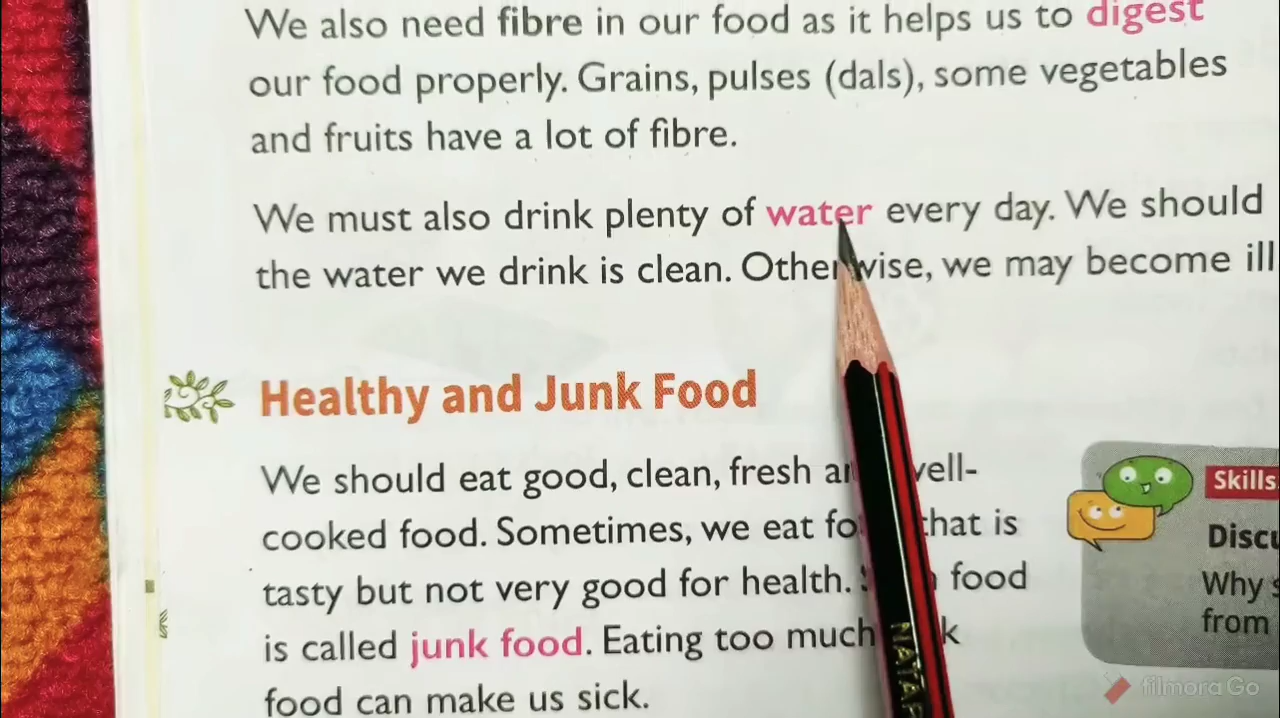 We also need fibre in our food as it helps us to digest
our food properly. Grains, pulses (dals), some vegetables
and fruits have a lot of fibre.
We must also drink plenty of water every day. We should
the water we drink is clean. Otherwise, we may become ill
Healthy and Junk Food
We should eat good, clean, fresh well-
cooked food. Sometimes, we eat that is
tasty but not very good for health. food
is called junk food. Eating too much
food can make us sick.
Skills
Why
from
NATAR
filmora Go